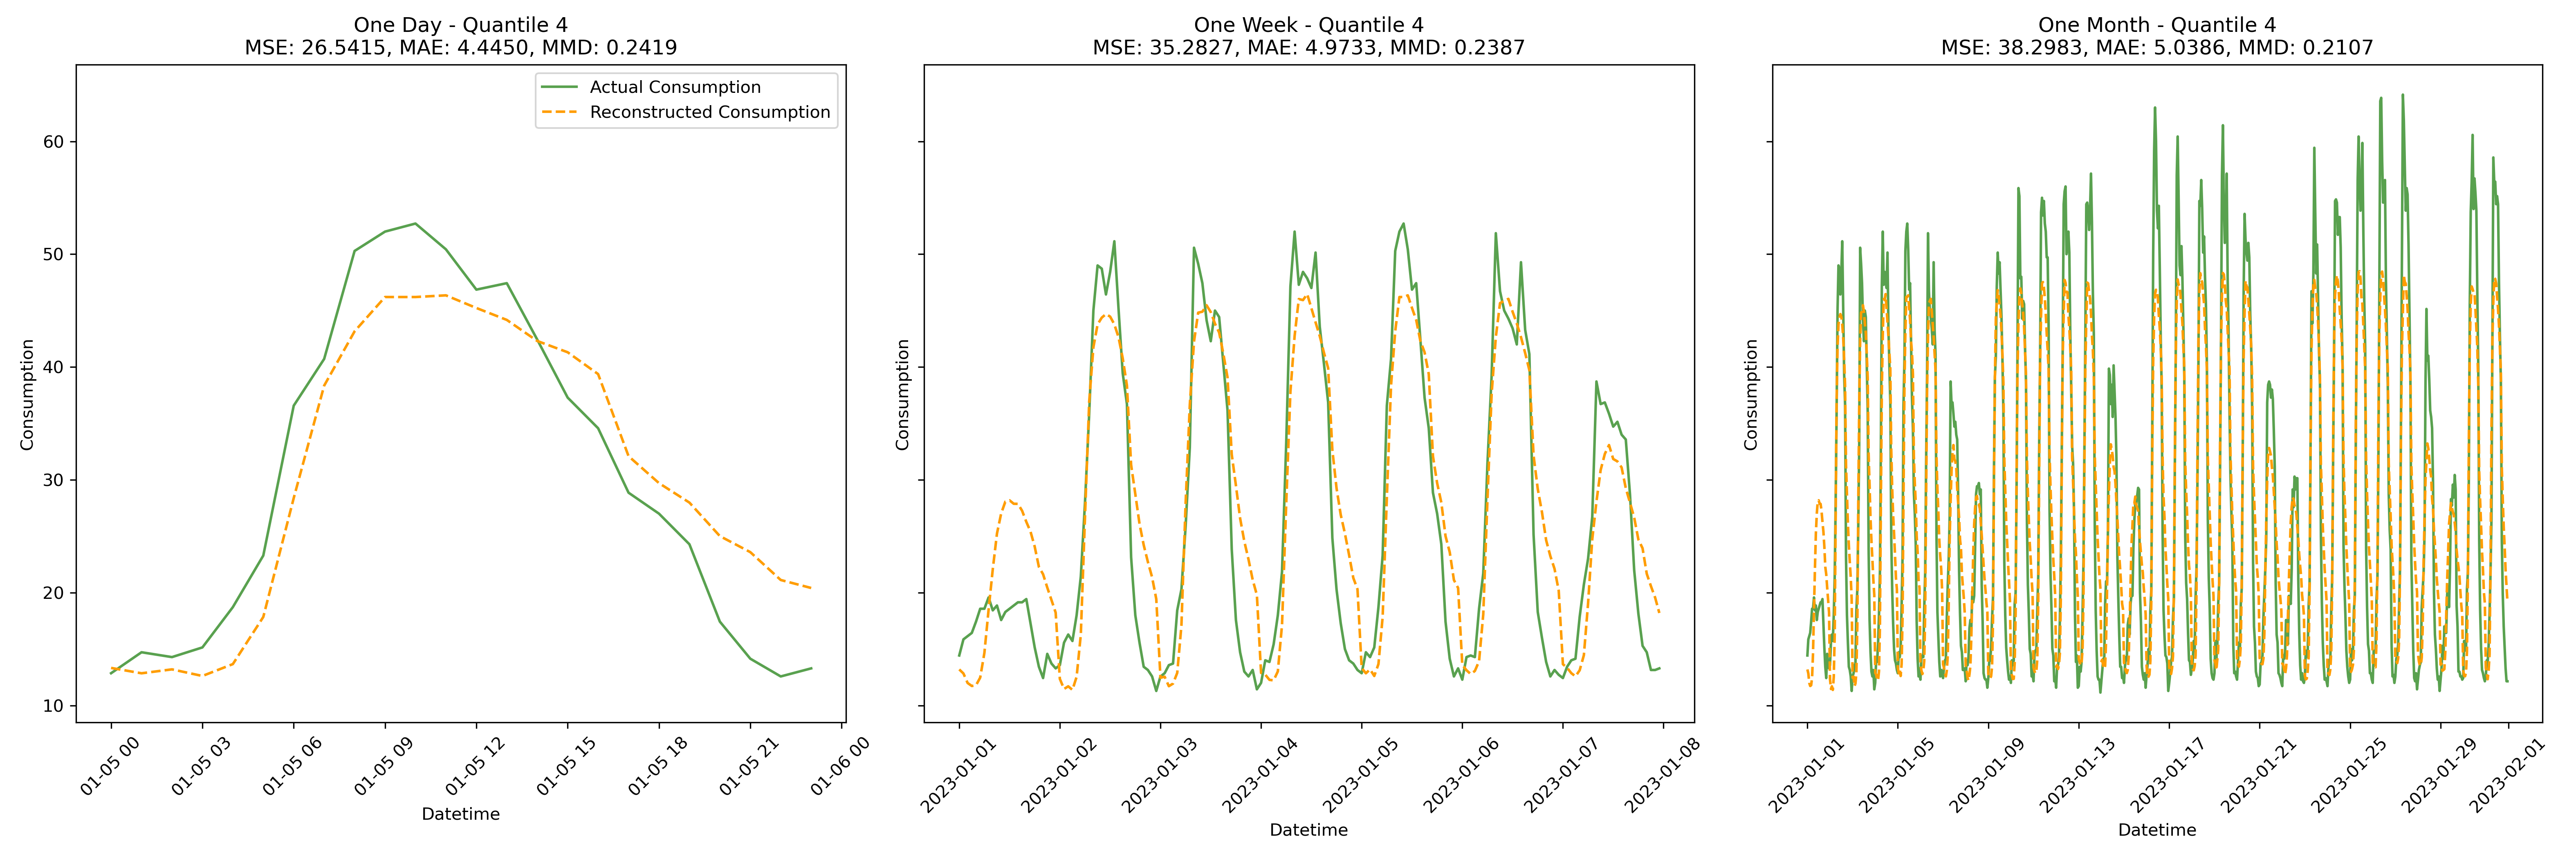 One Day - Quantile 4
MSE: 26.5415, MAE: 4.4450, MMD: 0.2419
Actual Consumption
Reconstructed Consumption
Consumption
60
50
40
30
20
10
01-05 00
01-05 03
01-05 06
01-05 09
01-05 12
01-05 15
01-05 18
01-05 21
01-06 00
Datetime
One Week - Quantile 4
MSE: 35.2827, MAE: 4.9733, MMD: 0.2387
Consumption
2023-01-01
2023-01-02
2023-01-03
2023-01-04
2023-01-05
2023-01-06
2023-01-07
2023-01-08
Datetime
One Month - Quantile 4
MSE: 38.2983, MAE: 5.0386, MMD: 0.2107
Consumption
2023-01-01
2023-01-05
2023-01-09
2023-01-13
2023-01-17
2023-01-21
2023-01-25
2023-01-29
2023-02-01
Datetime